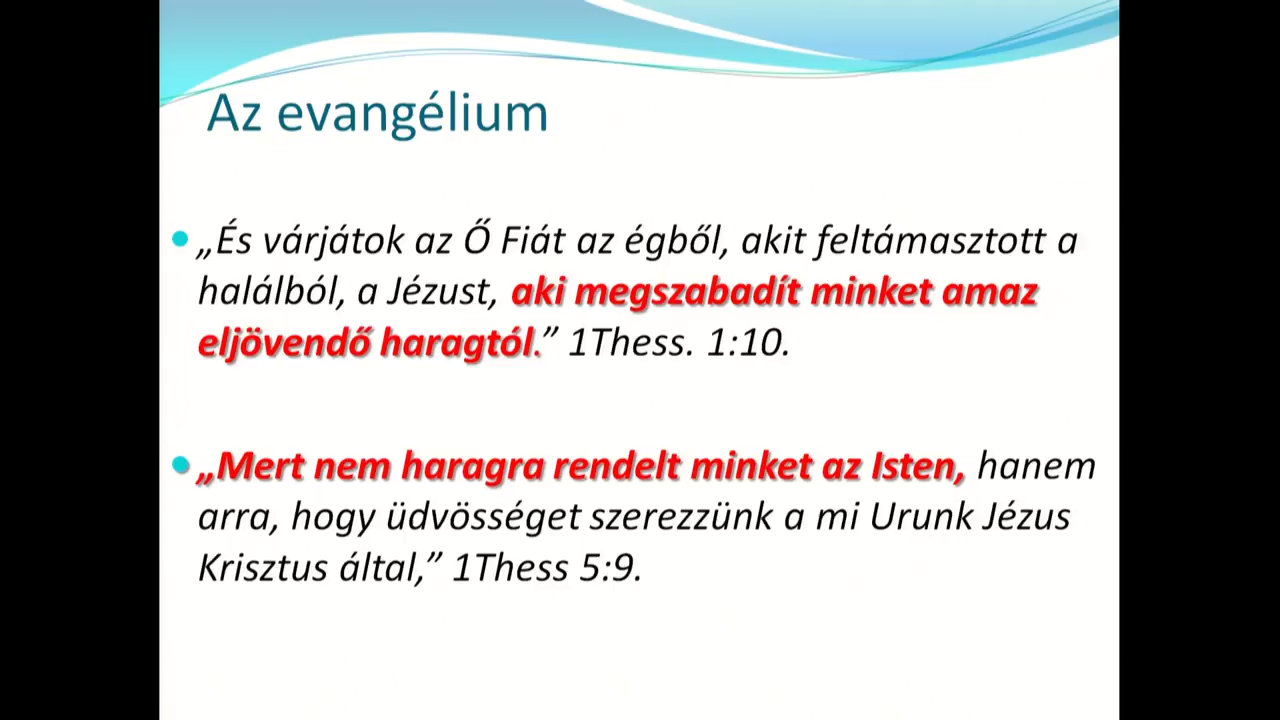 Az evangélium
„És várjátok az Ő Fiát az égből, akit feltámasztott a
halálból, a Jézust, aki megszabadít minket amaz
eljövendő haragtól.” 1Thess. 1:10.
„Mert nem haragra rendelt minket az Isten, hanem
arra, hogy üdvösséget szerezzünk a mi Urunk Jézus
Krisztus által,” 1Thess 5:9.